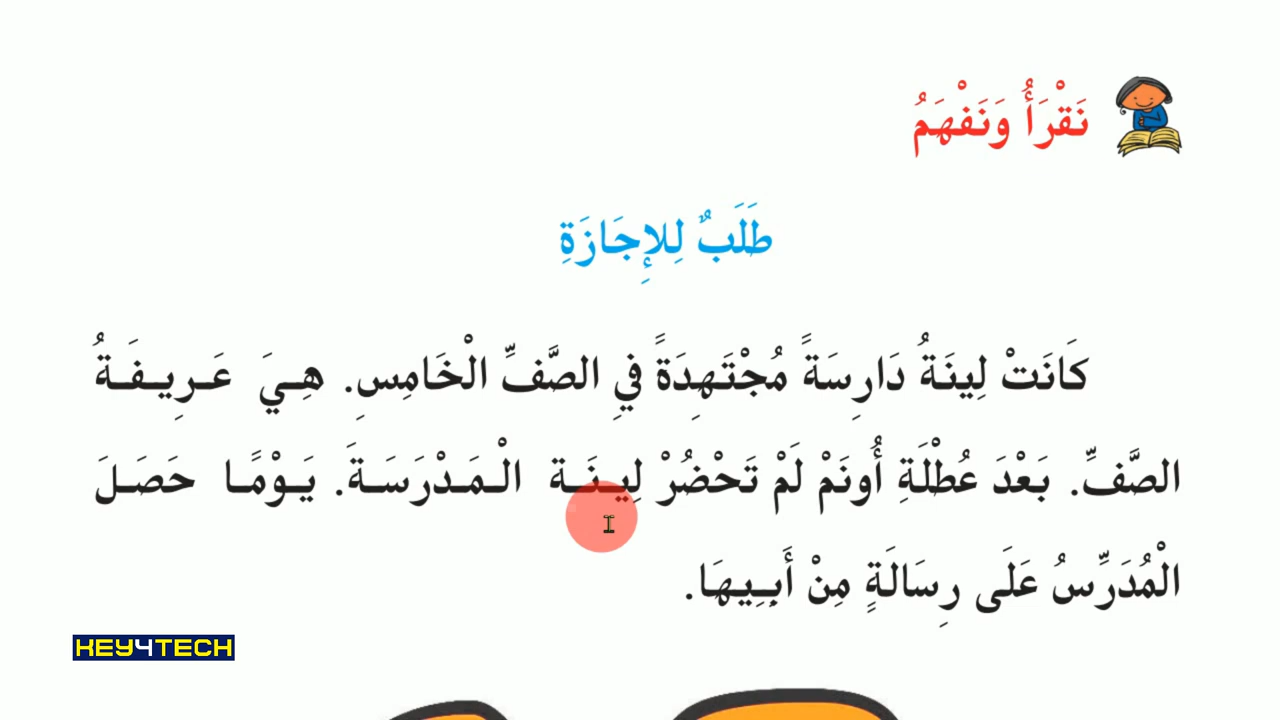 نَقْرَأُ وَنَفْهَمُ
طَلَبٌ لِلإِجَازَةِ
كَانَتْ لِينَةُ دَارِسَةً مُجْتَهِدَةً فِي الصَّفِّ الْخَامِسِ. هِيَ عَرِيفَةُ
الصَّفِّ. بَعْدَ عُطْلَةِ أُونَمْ لَمْ تَحْضُرْ لِينَة الْمَدْرَسَةَ. يَوْمًا حَصَلَ
الْمُدَرِّسُ عَلَى رِسَالَةٍ مِنْ أَبِيهَا.
KEY4TECH